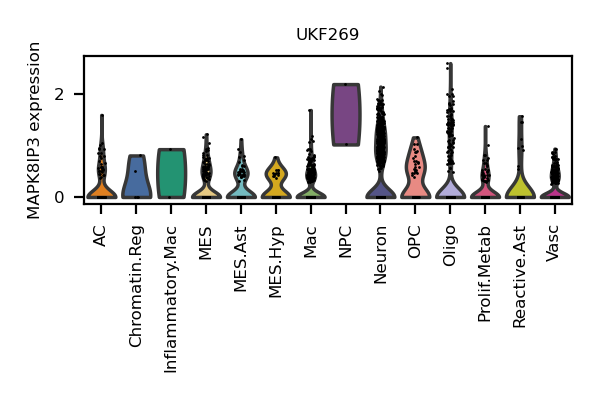 UKF269
MAPK8IP3 expression
2
0
AC
Chromatin.Reg
Inflammatory.Mac
MES
MES.Ast
MES.Hyp
Mac
NPC
Neuron
OPC
Oligo
Prolif.Metab
Reactive.Ast
Vasc